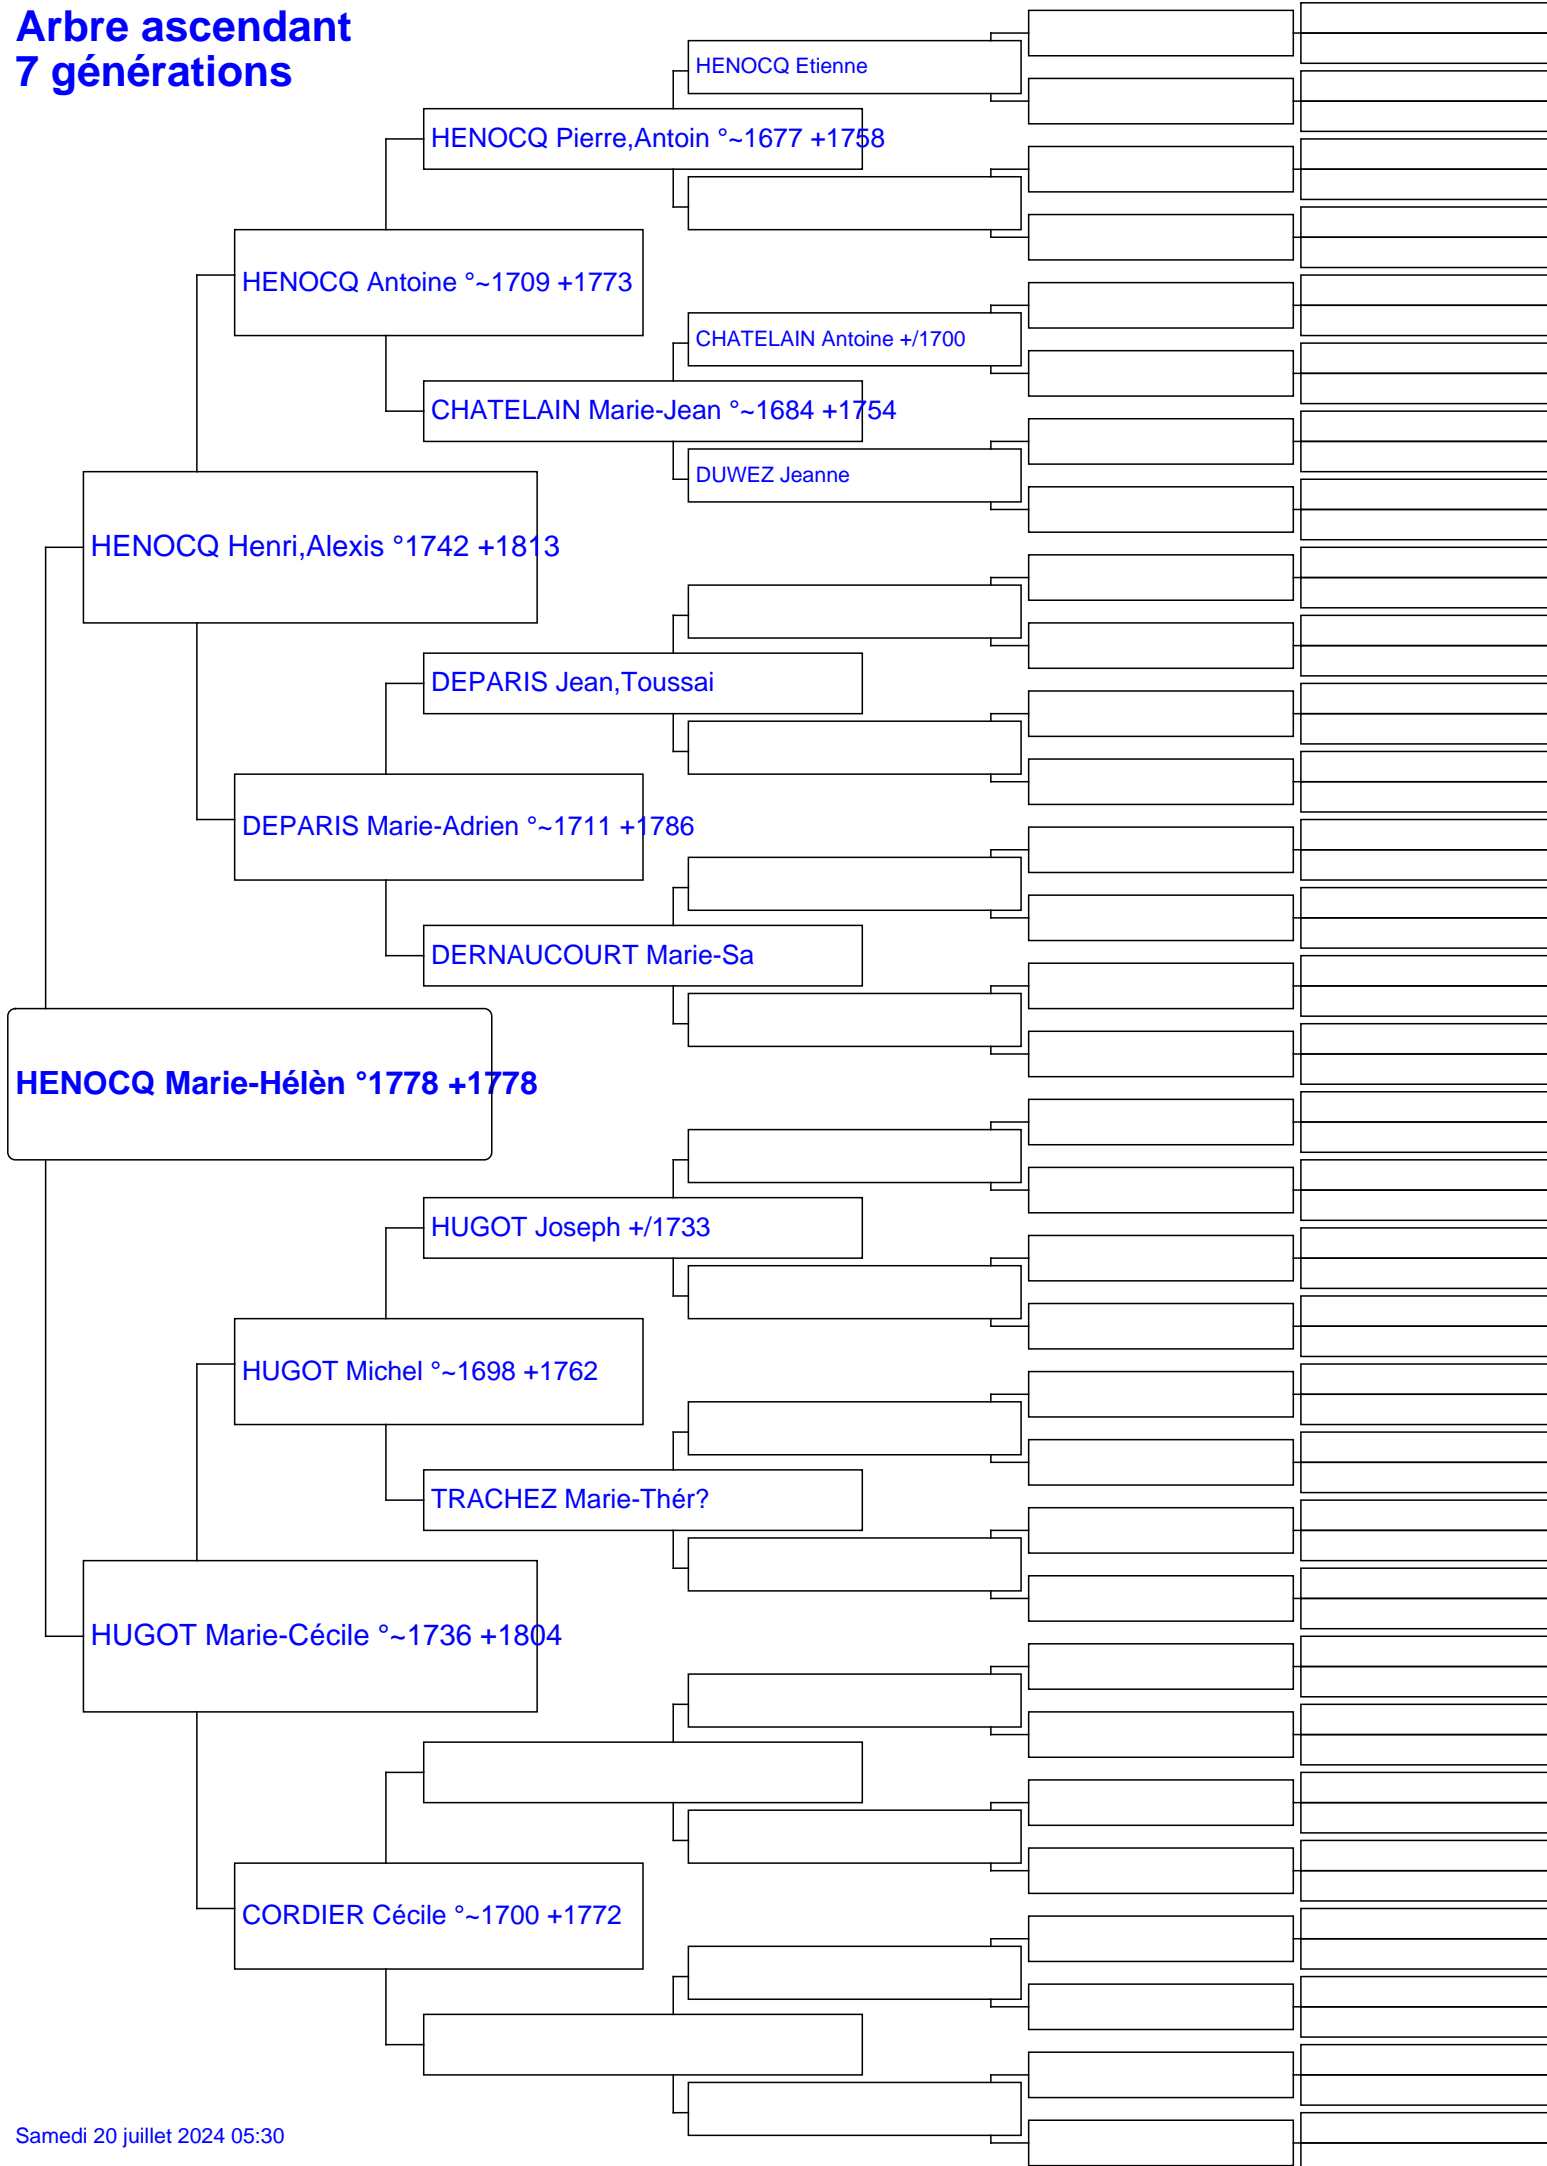 Arbre ascendant
7 générations
HENOCQ Etienne
HENOCQ Pierre,Antoin °~1677 +1758
HENOCQ Antoine °~1709 +1773
CHATELAIN Antoine +/1700
CHATELAIN Marie-Jean °~1684 +1754
DUWEZ Jeanne
HENOCQ Henri,Alexis °1742 +1813
DEPARIS Jean,Toussai
DEPARIS Marie-Adrien °~1711 +1786
DERNAUCOURT Marie-Sa
HENOCQ Marie-Hélèn °1778 +1778
HUGOT Joseph +/1733
HUGOT Michel °~1698 +1762
TRACHEZ Marie-Thér?
HUGOT Marie-Cécile °~1736 +1804
CORDIER Cécile °~1700 +1772
Samedi 20 juillet 2024 05:30